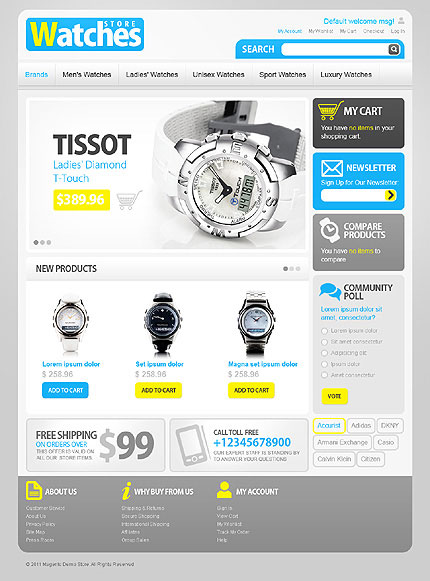 STORE
Watches
Default welcome msg!
My Account
My Wishlist
My Cart
Checkout
Log In
SEARCH
Brands
Men's Watches
Ladies' Watches
Unisex Watches
Sport Watches
Luxury Watches
TISSOT
Ladies' Diamond
T-Touch
$389.96
MY CART
You have no items in your
shopping cart.
NEWSLETTER
Sign Up for Our Newsletter:
COMPARE
PRODUCTS
You have no items to
compare
NEW PRODUCTS
Lorem ipsum dolor
$ 258.96
ADD TO CART
Set ipsum dolor
$ 258.96
ADD TO CART
Magna set ipsum dolor
$ 258.96
ADD TO CART
COMMUNITY
POLL
Lorem ipsum dolor sit
amet, consectetur?
Lorem ipsum dolor
Sit amet consectetur
Adipiscing elit
Ipsum dolor
Amet consectetur
VOTE
FREE SHIPPING
ON ORDERS OVER
THIS OFFER IS VALID ON
ALL OUR STORE ITEMS
$99
CALL TOLL FREE
+12345678900
OUR EXPERT STAFF IS STANDING BY
TO ANSWER YOUR QUESTIONS
Accurist
Adidas
DKNY
Armani Exchange
Casio
Calvin Klein
Citizen
ABOUT US
Customer Service
About Us
Privacy Policy
Site Map
Press Room
WHY BUY FROM US
Shipping & Returns
Secure Shopping
International Shipping
Affiliates
Group Sales
MY ACCOUNT
Sign In
View Cart
My Wishlist
Track My Order
Help
© 2011 Magento Demo Store. All Rights Reserved.